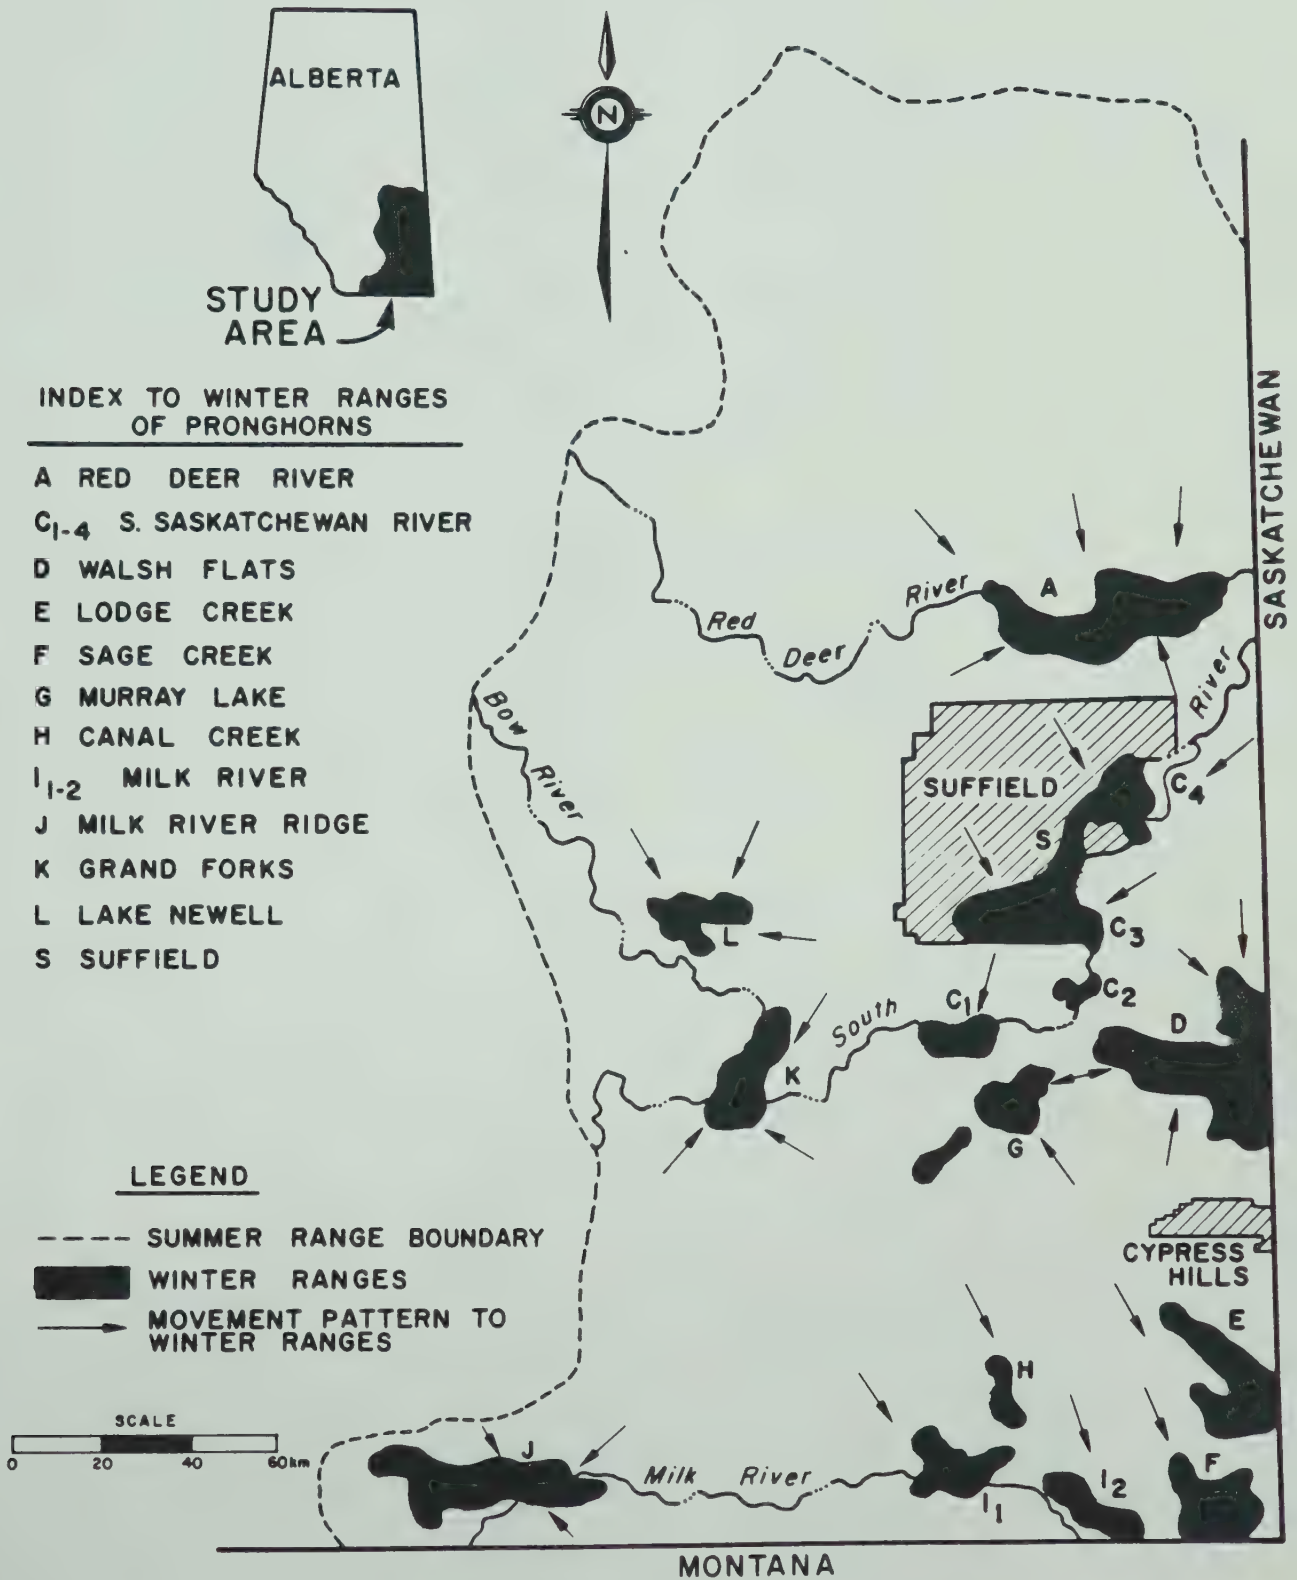 ALBERTA
N
STUDY
AREA
INDEX TO WINTER RANGES
OF PRONGHORNS
A RED DEER RIVER
C1-4 S. SASKATCHEWAN RIVER
D WALSH FLATS
E LODGE CREEK
F SAGE CREEK
G MURRAY LAKE
H CANAL CREEK
I1-2 MILK RIVER
J MILK RIVER RIDGE
K GRAND FORKS
L LAKE NEWELL
S SUFFIELD
LEGEND
SUMMER RANGE BOUNDARY
WINTER RANGES
MOVEMENT PATTERN TO
WINTER RANGES
SCALE
0 20 40 60km
SASKATCHEWAN
Red Deer River
A
River
Bow River
SUFFIELD
C4
S
C3
L
C2
C1
South
D
K
G
CYPRESS
HILLS
E
H
J
Milk River
I1
I2
F
MONTANA